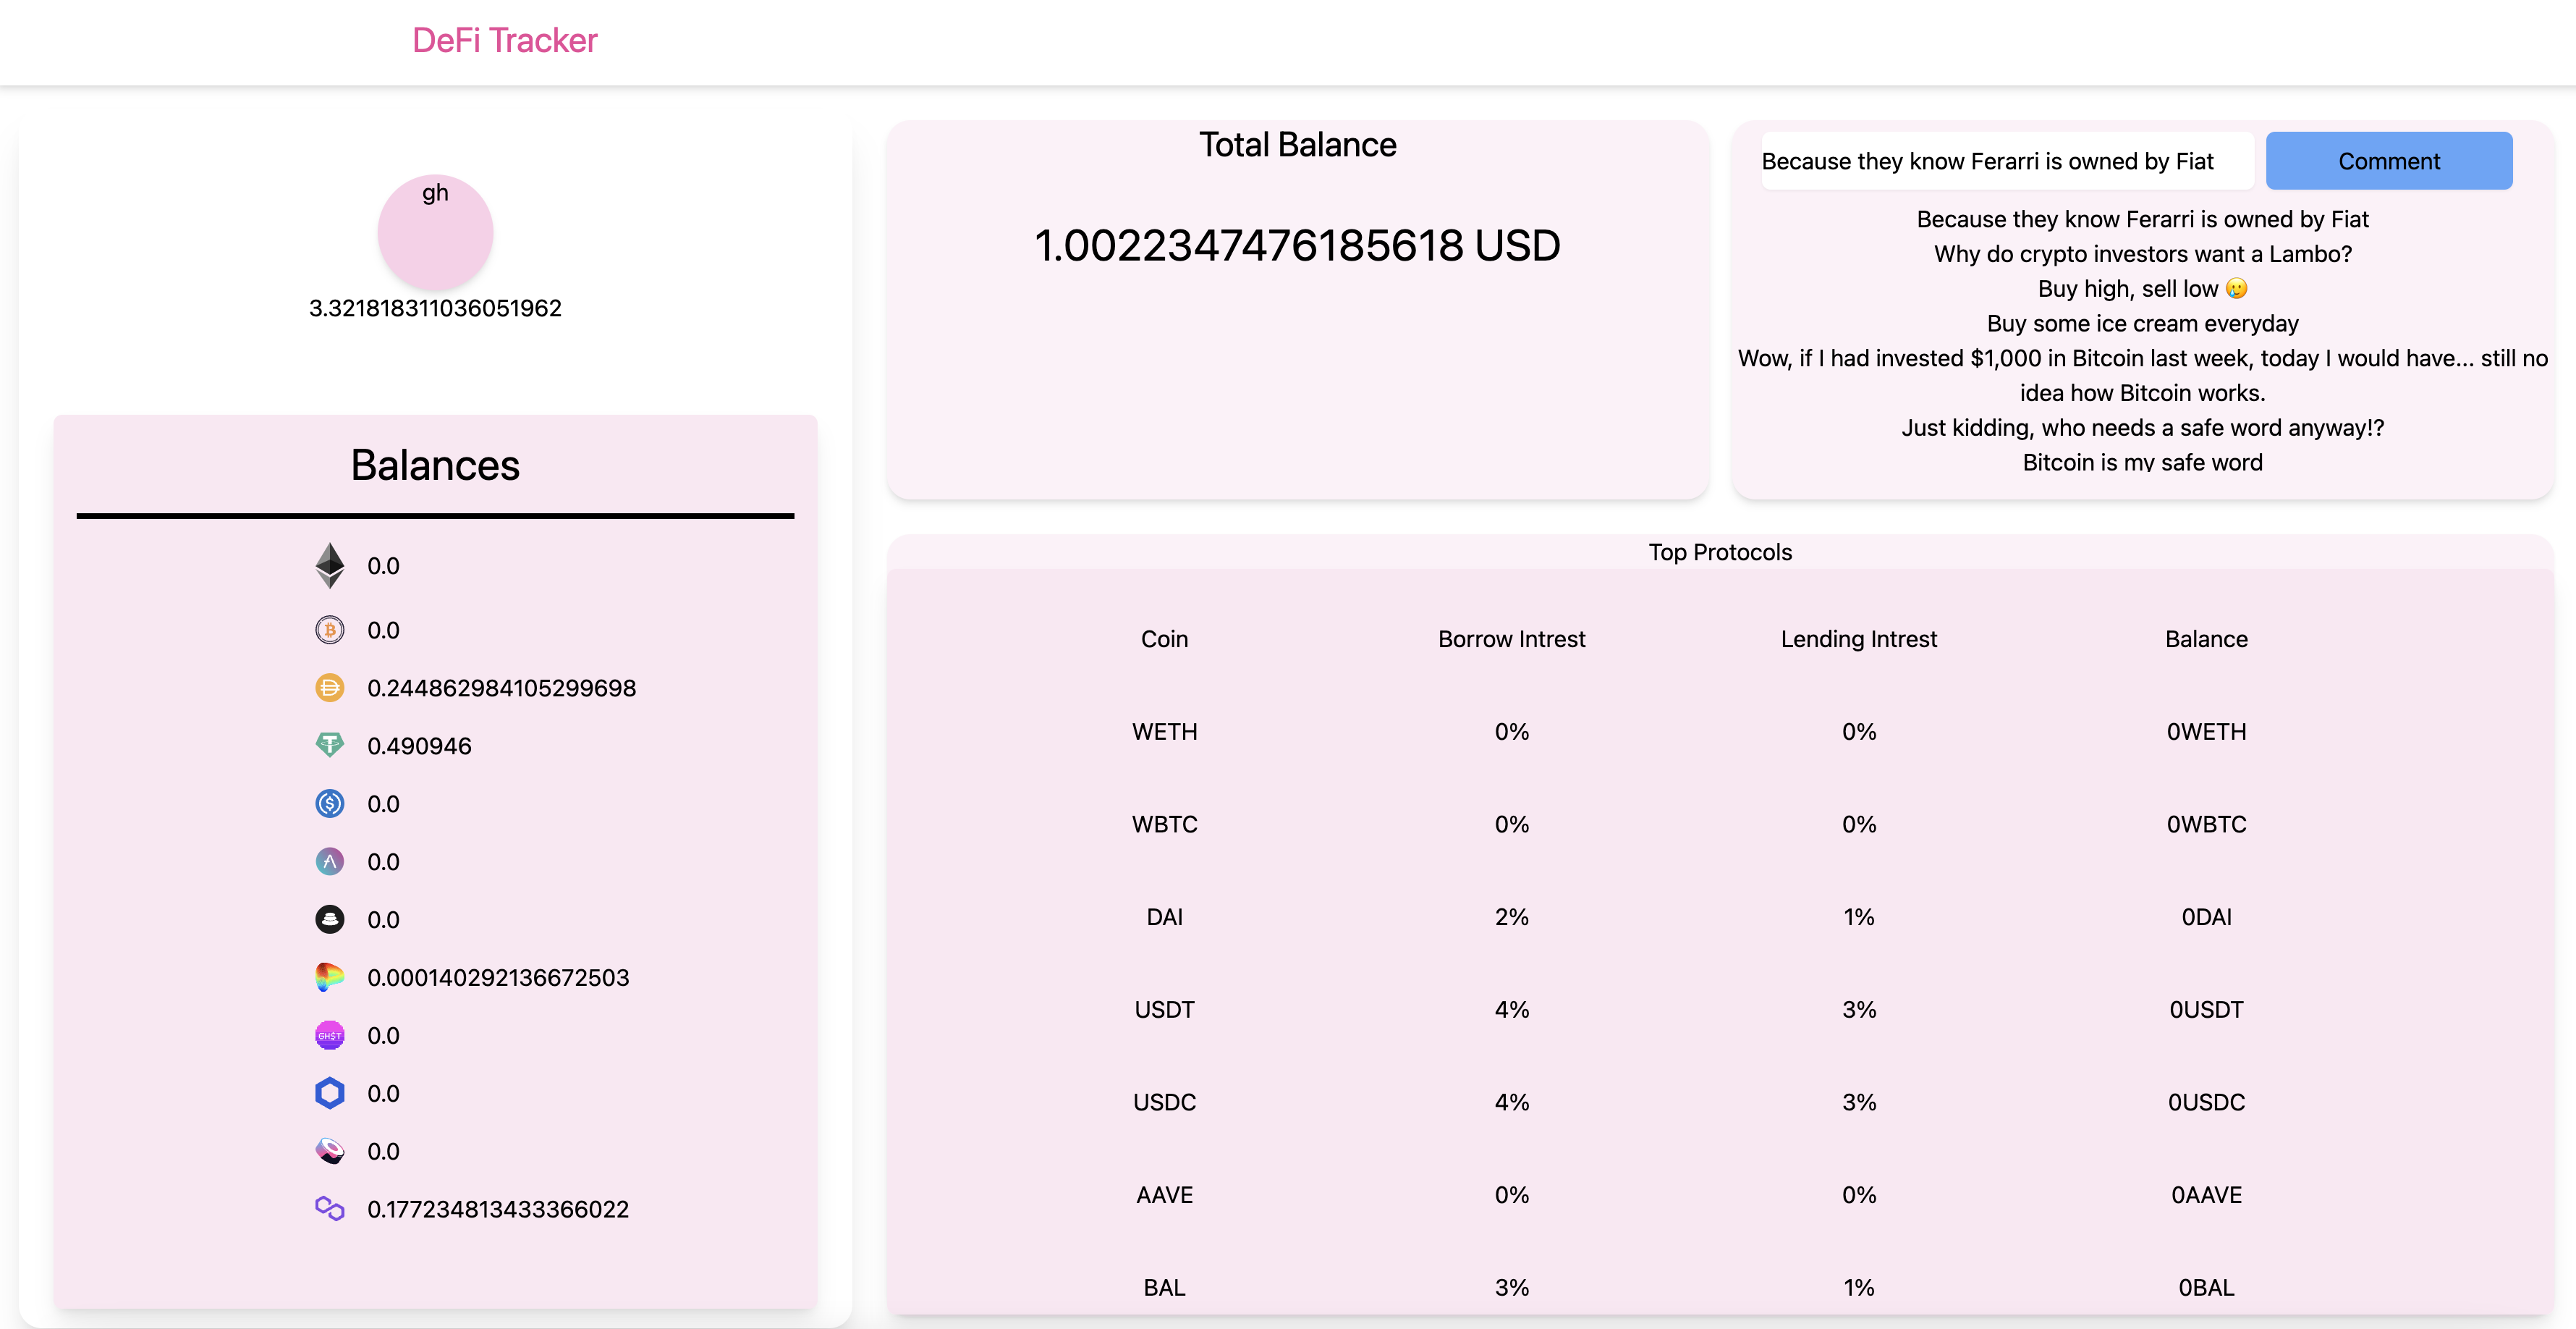 DeFi Tracker
gh
3.321818311036051962
Balances
0.0
0.0
0.244862984105299698
0.490946
0.0
0.0
0.0
0.000140292136672503
GH$T
0.0
0.0
0.0
0.177234813433366022
Total Balance
1.0022347476185618 USD
Because they know Ferarri is owned by Fiat
Comment
Because they know Ferarri is owned by Fiat
Why do crypto investors want a Lambo?
Buy high, sell low 🥲
Buy some ice cream everyday
Wow, if I had invested $1,000 in Bitcoin last week, today I would have... still no
idea how Bitcoin works.
Just kidding, who needs a safe word anyway!?
Bitcoin is my safe word
Top Protocols
Coin Borrow Intrest Lending Intrest Balance
WETH 0% 0% 0WETH
WBTC 0% 0% 0WBTC
DAI 2% 1% 0DAI
USDT 4% 3% 0USDT
USDC 4% 3% 0USDC
AAVE 0% 0% 0AAVE
BAL 3% 1% 0BAL